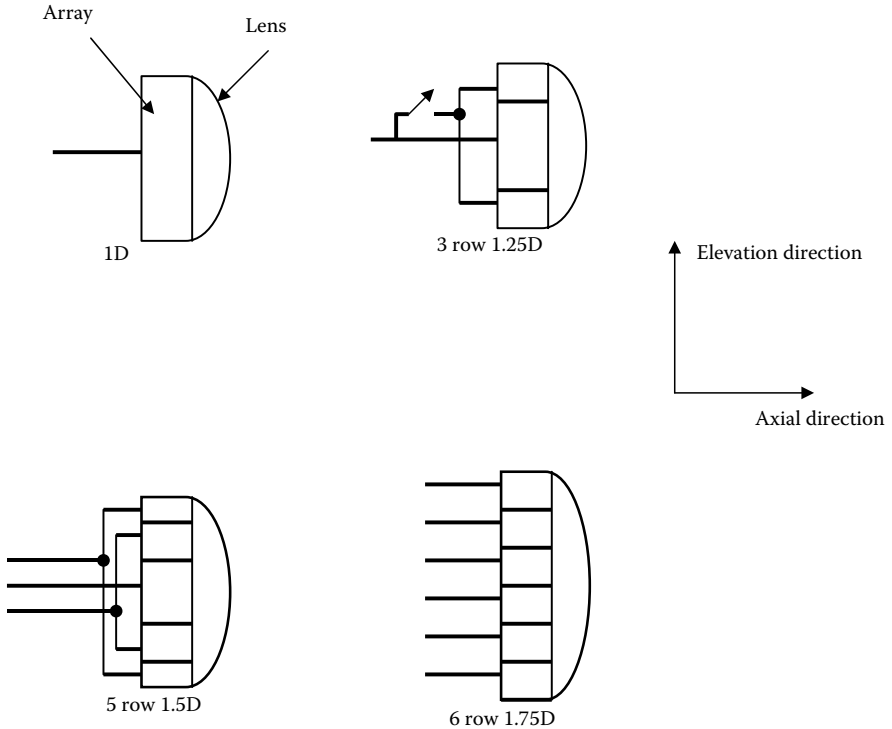 Array
Lens
1D
3 row 1.25D
Elevation direction
Axial direction
5 row 1.5D
6 row 1.75D